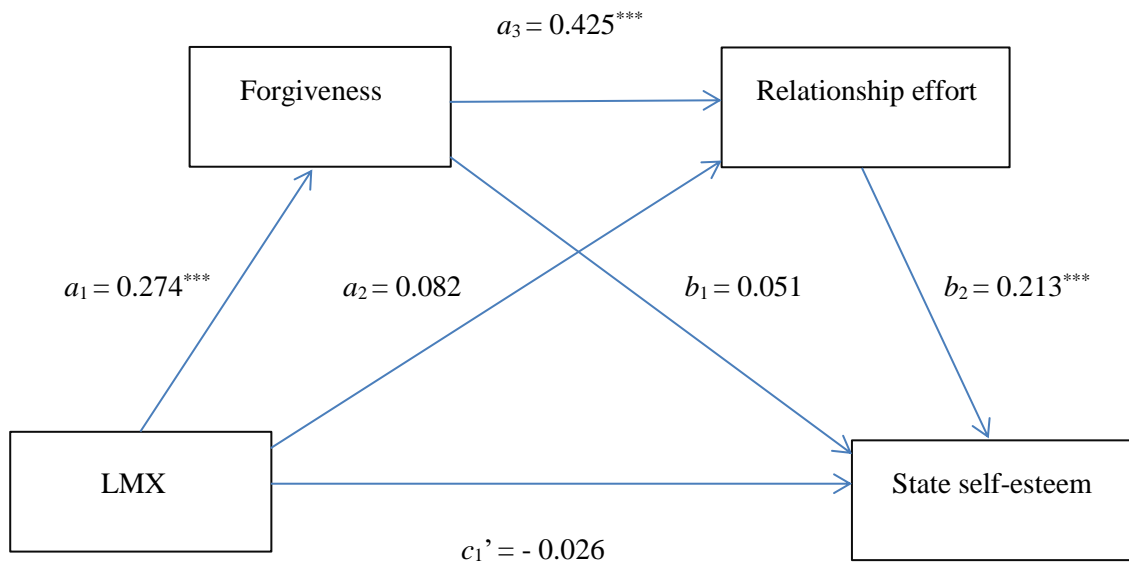 a₃ = 0.425***
Forgiveness
Relationship effort
a₁ = 0.274***
a₂ = 0.082
b₁ = 0.051
b₂ = 0.213***
LMX
State self-esteem
c₁’ = - 0.026